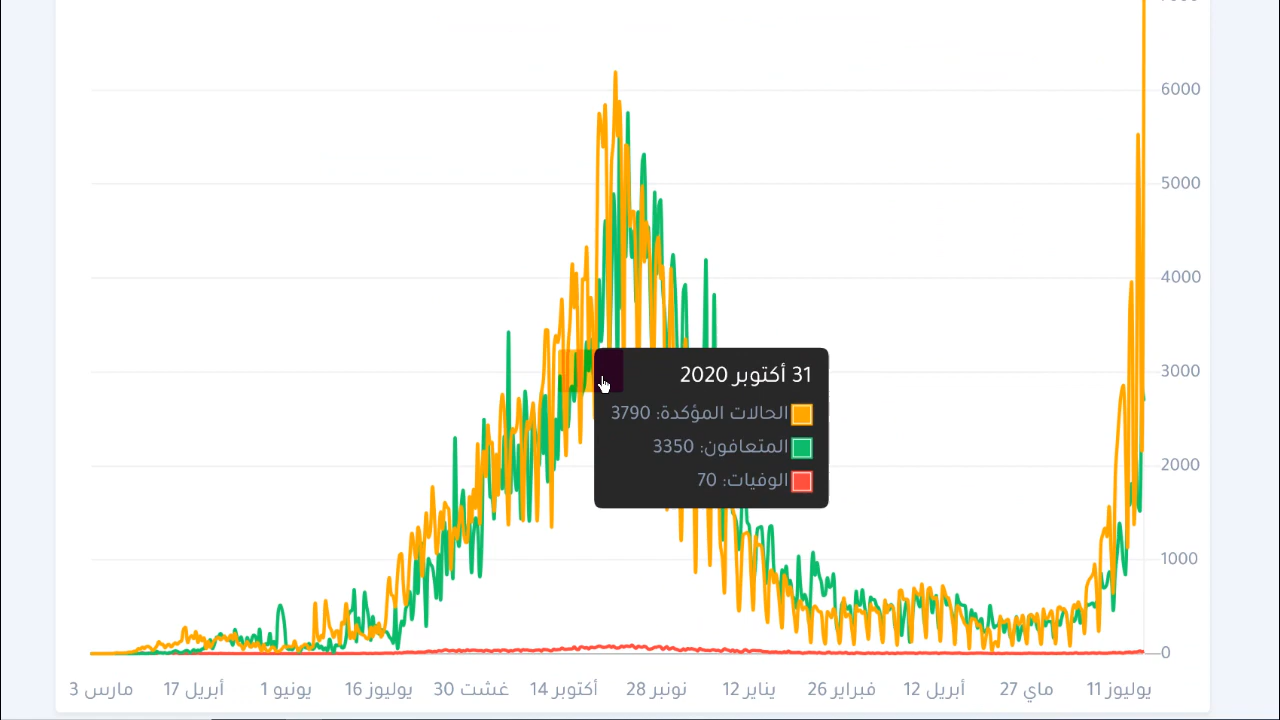 6000
5000
4000
3000
2000
1000
0
31 أكتوبر 2020
الحالات المؤكدة: 3790
المتعافون: 3350
الوفيات: 70
مارس 3
أبريل 17
يونيو 1
يوليوز 16
غشت 30
أكتوبر 14
نونبر 28
يناير 12
فبراير 26
أبريل 12
ماي 27
يوليوز 11